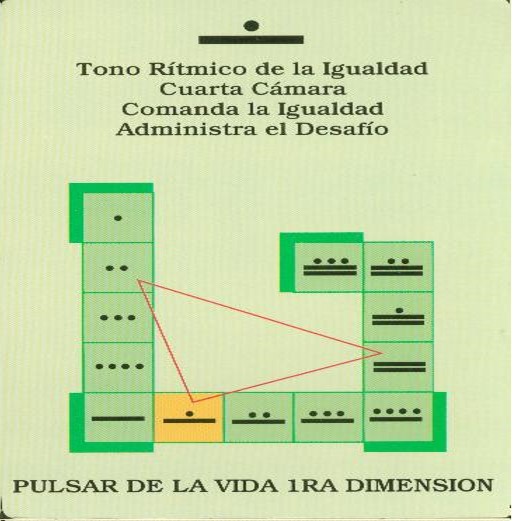 Tono Rítmico de la Igualdad
Cuarta Cámara
Comanda la Igualdad
Administra el Desafío
PULSAR DE LA VIDA 1RA DIMENSION